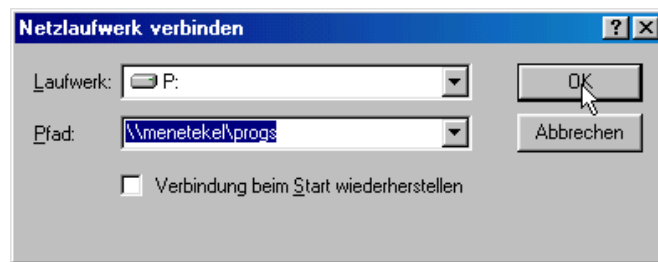 Netzlaufwerk verbinden
Laufwerk: P: OK
Pfad: \\menetekel\progs Abbrechen
Verbindung beim Start wiederherstellen